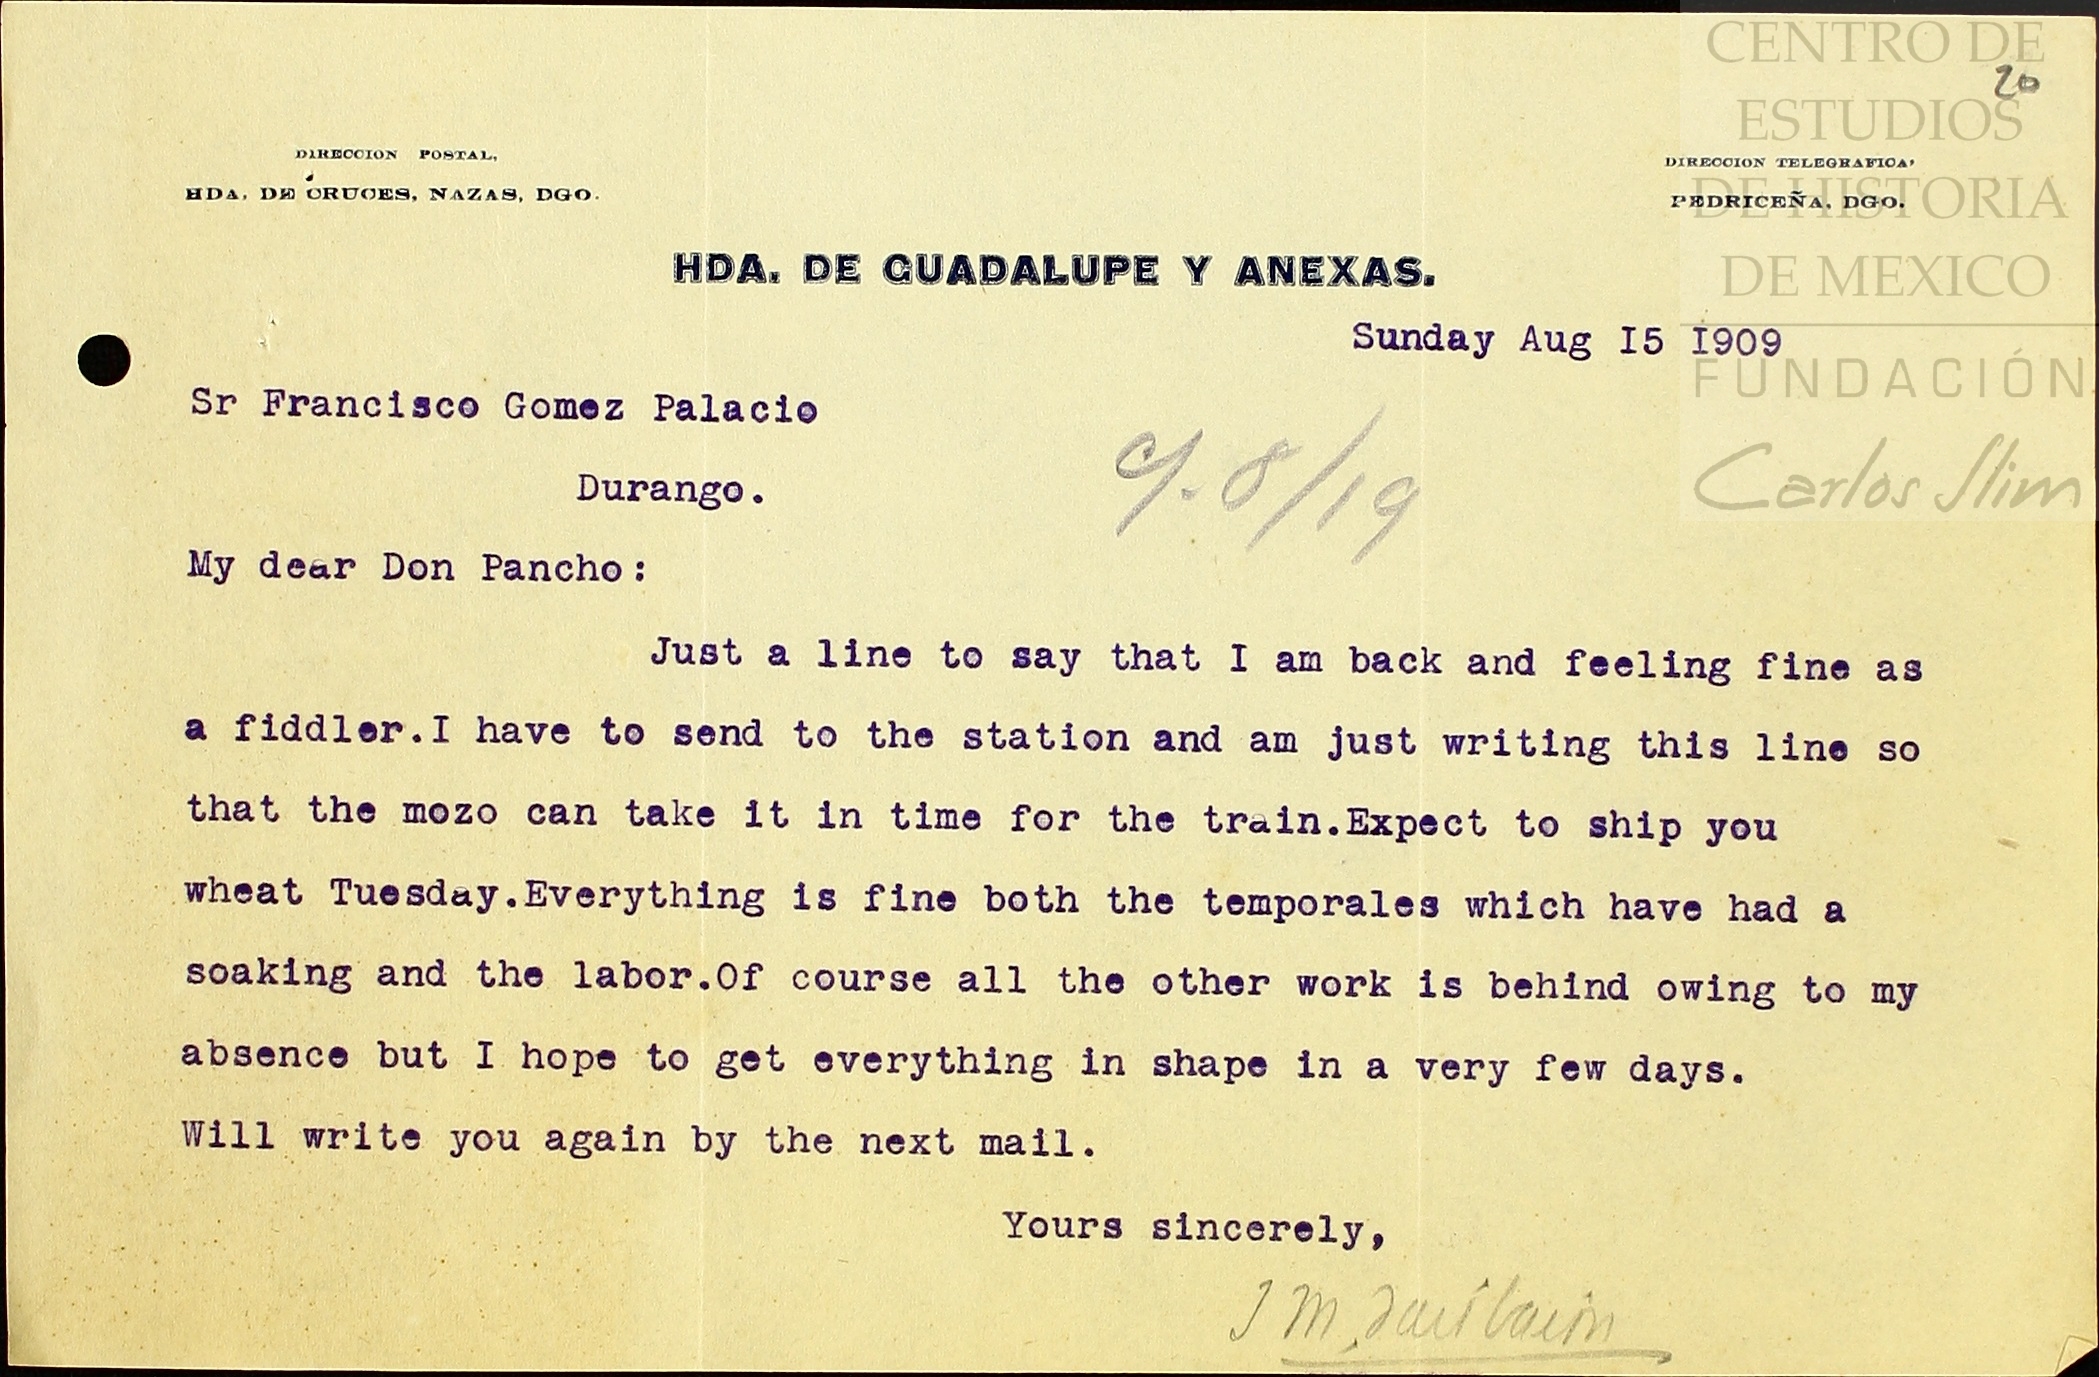 CENTRO DE
ESTUDIOS
DE HISTORIA
DE MEXICO
FUNDACIÓN
Carlos Slim
20
DIRECCION POSTAL,
HDA. DE CRUCES, NAZAS, DGO.
DIRECCION TELEGRAFICA,
PEDRICEÑA, DGO.
HDA. DE GUADALUPE Y ANEXAS.
Sunday Aug I5 I909
Sr Francisco Gomez Palacio
Durango.
8/19
My dear Don Pancho:
Just a line to say that I am back and feeling fine as
a fiddler.I have to send to the station and am just writing this line so
that the mozo can take it in time for the train.Expect to ship you
wheat Tuesday.Everything is fine both the temporales which have had a
soaking and the labor.Of course all the other work is behind owing to my
absence but I hope to get everything in shape in a very few days.
Will write you again by the next mail.
Yours sincerely,